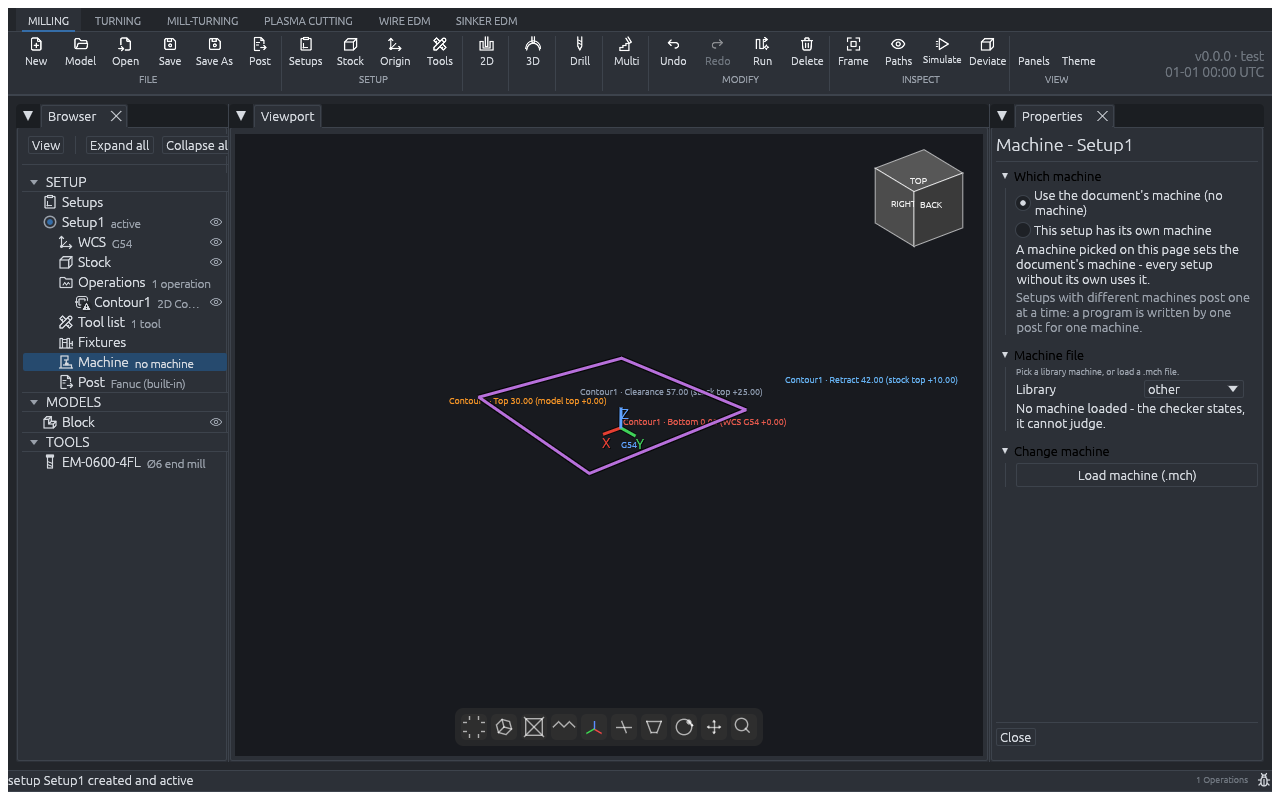 MILLING TURNING MILL-TURNING PLASMA CUTTING WIRE EDM SINKER EDM
New Model Open Save Save As Post Setups Stock Origin Tools 2D 3D Drill Multi Undo Redo Run Delete Frame Paths Simulate Deviate Panels Theme
FILE SETUP MODIFY INSPECT VIEW
v0.0.0 · test
01-01 00:00 UTC
Browser
View Expand all Collapse al
SETUP
Setups
Setup1 active
WCS G54
Stock
Operations 1 operation
Contour1 2D Co...
Tool list 1 tool
Fixtures
Machine no machine
Post Fanuc (built-in)
MODELS
Block
TOOLS
EM-0600-4FL Ø6 end mill
Viewport
TOP
RIGHT BACK
Contour1 · Retract 42.00 (stock top +10.00)
Contour1 · Clearance 57.00 (stock top +25.00)
Top 30.00 (model top +0.00)
Contour1 · Bottom (WCS G54 +0.00)
Z
X G54 Y
Properties
Machine - Setup1
Which machine
Use the document's machine (no
machine)
This setup has its own machine
A machine picked on this page sets the
document's machine - every setup
without its own uses it.
Setups with different machines post one
at a time: a program is written by one
post for one machine.
Machine file
Pick a library machine, or load a .mch file.
Library other
No machine loaded - the checker states,
it cannot judge.
Change machine
Load machine (.mch)
Close
setup Setup1 created and active
1 Operations